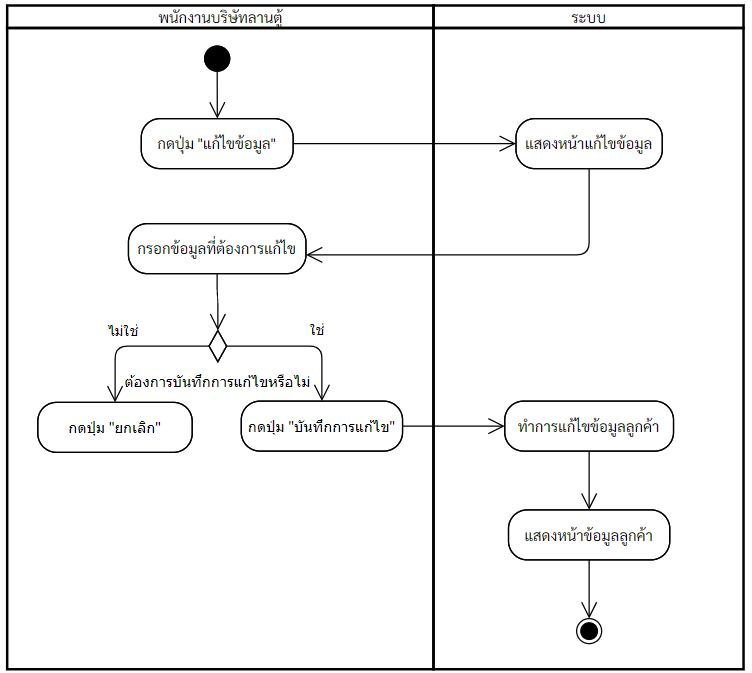 พนักงานบริษัทลานตู้
ระบบ
กดปุ่ม "แก้ไขข้อมูล"
แสดงหน้าแก้ไขข้อมูล
กรอกข้อมูลที่ต้องการแก้ไข
ไม่ใช่
ใช่
ต้องการบันทึกการแก้ไขหรือไม่
กดปุ่ม "ยกเลิก"
กดปุ่ม "บันทึกการแก้ไข"
ทำการแก้ไขข้อมูลลูกค้า
แสดงหน้าข้อมูลลูกค้า